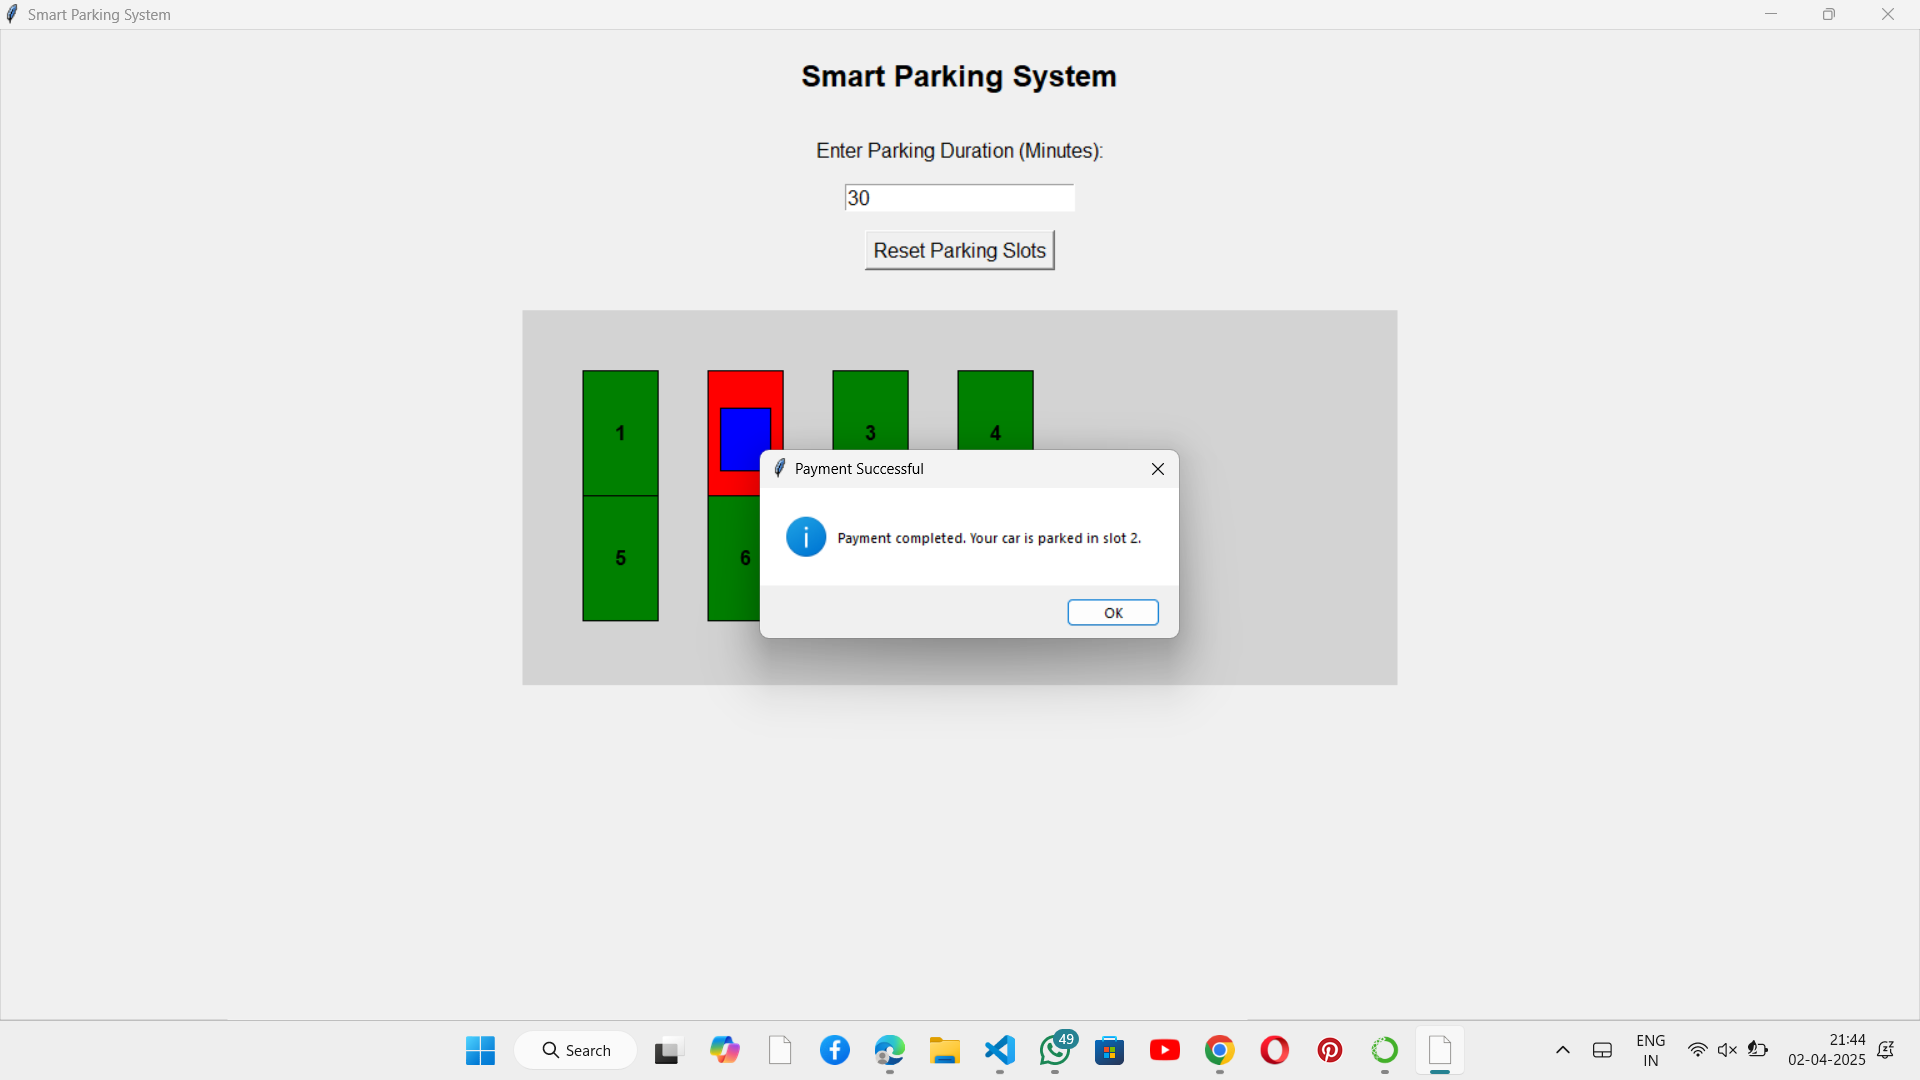 Smart Parking System
Smart Parking System
Enter Parking Duration (Minutes):
30
Reset Parking Slots
1
3
4
Payment Successful
i
Payment completed. Your car is parked in slot 2.
5
6
OK
Search
49
ENG
IN
21:44
02-04-2025